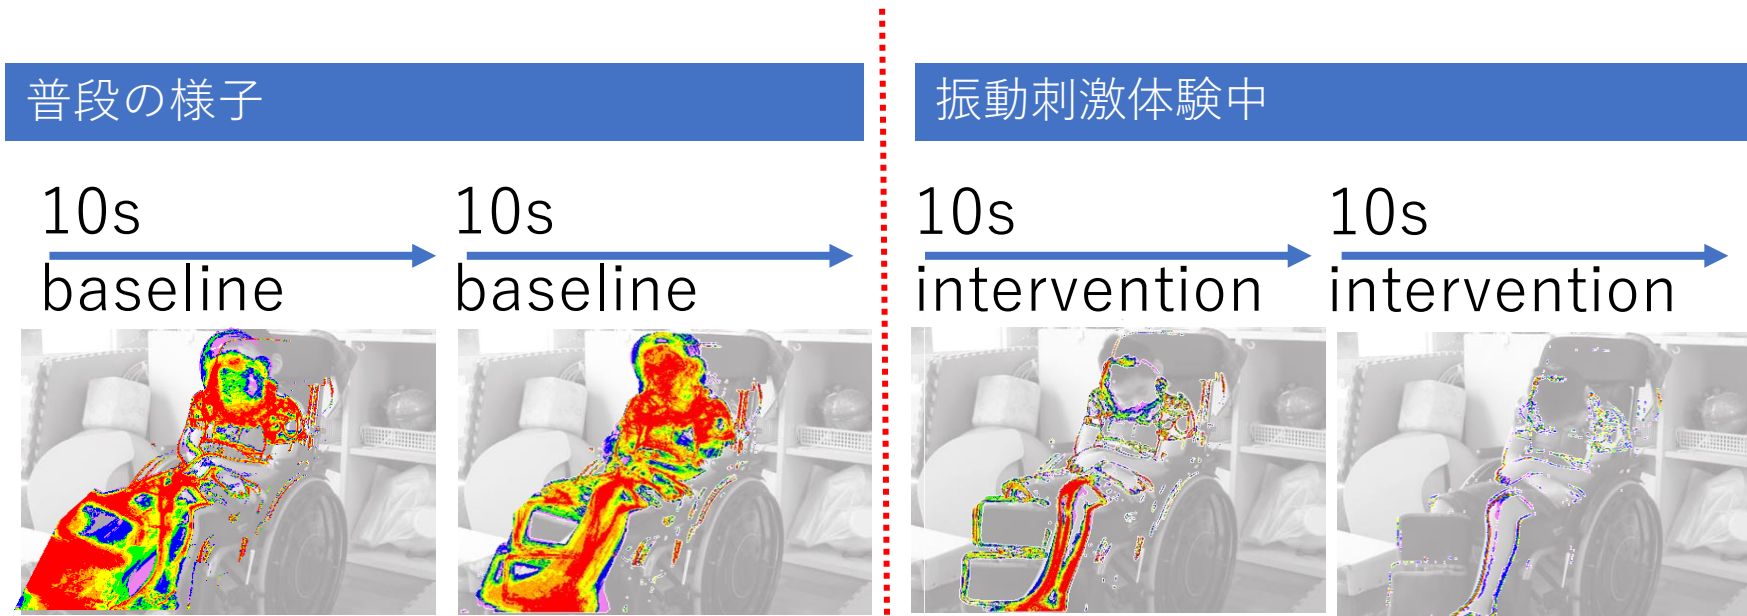 普段の様子
10s
baseline
10s
baseline
振動刺激体験中
10s
intervention
10s
intervention